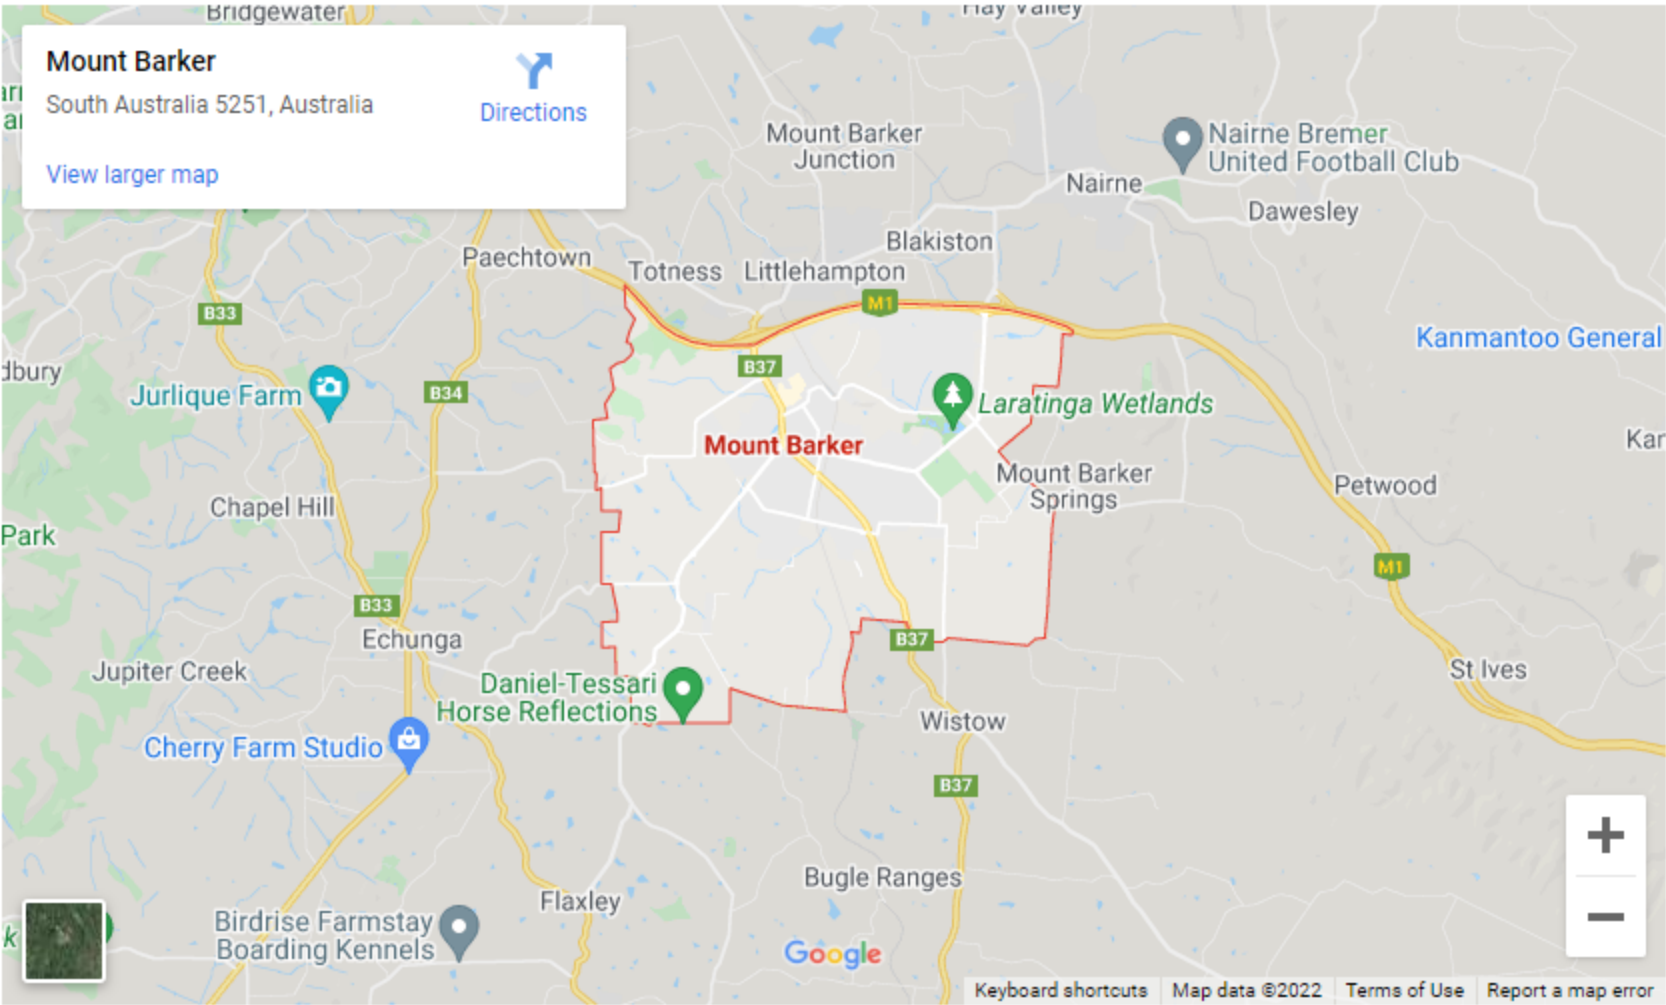 Bridgewater
Hay Valley
Mount Barker
South Australia 5251, Australia
Directions
View larger map
Mount Barker
Junction
Nairne Bremer
United Football Club
Nairne
Dawesley
Blakiston
Paechtown
Totness
Littlehampton
M1
B33
Kanmantoo General
B37
dbury
Jurlique Farm
B34
Laratinga Wetlands
Mount Barker
Kan
Mount Barker
Springs
Petwood
Chapel Hill
Park
M1
B33
Echunga
B37
Jupiter Creek
St Ives
Daniel-Tessari
Horse Reflections
Wistow
Cherry Farm Studio
B37
Bugle Ranges
Flaxley
Birdrise Farmstay
Boarding Kennels
k
Google
Keyboard shortcuts
Map data ©2022
Terms of Use
Report a map error